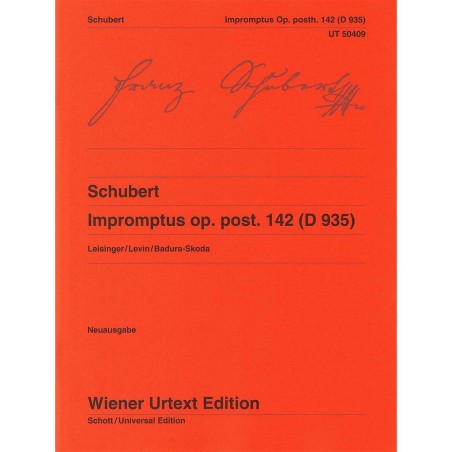 Schubert
Impromptus Op. posth. 142 (D 935)
UT 50409
Franz Schubert
Schubert
Impromptus op. post. 142 (D 935)
Leisinger/Levin/Badura-Skoda
Neuausgabe
Wiener Urtext Edition
Schott/Universal Edition